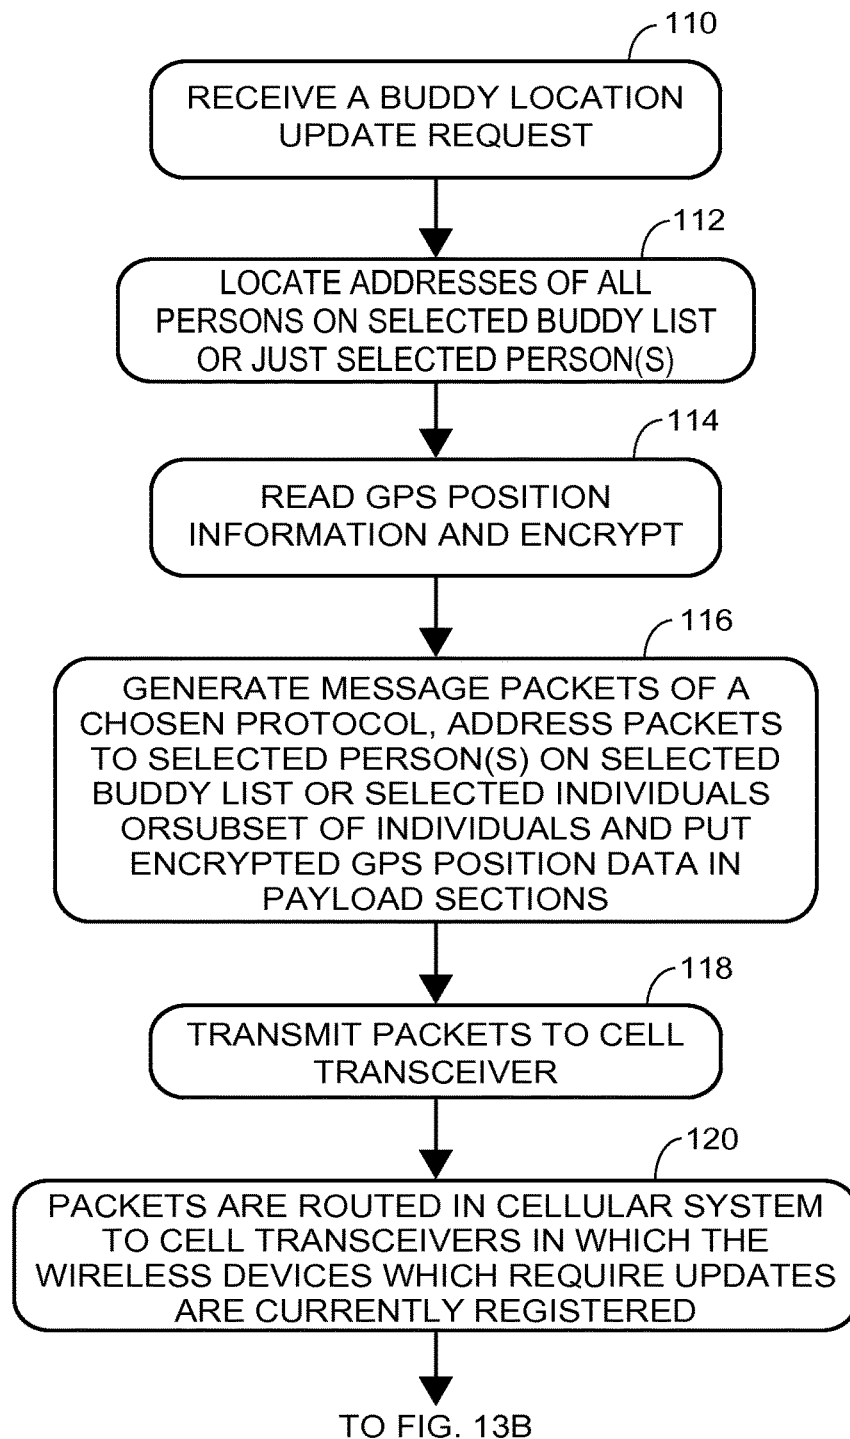 110
RECEIVE A BUDDY LOCATION
UPDATE REQUEST
112
LOCATE ADDRESSES OF ALL
PERSONS ON SELECTED BUDDY LIST
OR JUST SELECTED PERSON(S)
114
READ GPS POSITION
INFORMATION AND ENCRYPT
116
GENERATE MESSAGE PACKETS OF A
CHOSEN PROTOCOL, ADDRESS PACKETS
TO SELECTED PERSON(S) ON SELECTED
BUDDY LIST OR SELECTED INDIVIDUALS
ORSUBSET OF INDIVIDUALS AND PUT
ENCRYPTED GPS POSITION DATA IN
PAYLOAD SECTIONS
118
TRANSMIT PACKETS TO CELL
TRANSCEIVER
120
PACKETS ARE ROUTED IN CELLULAR SYSTEM
TO CELL TRANSCEIVERS IN WHICH THE
WIRELESS DEVICES WHICH REQUIRE UPDATES
ARE CURRENTLY REGISTERED
TO FIG. 13B